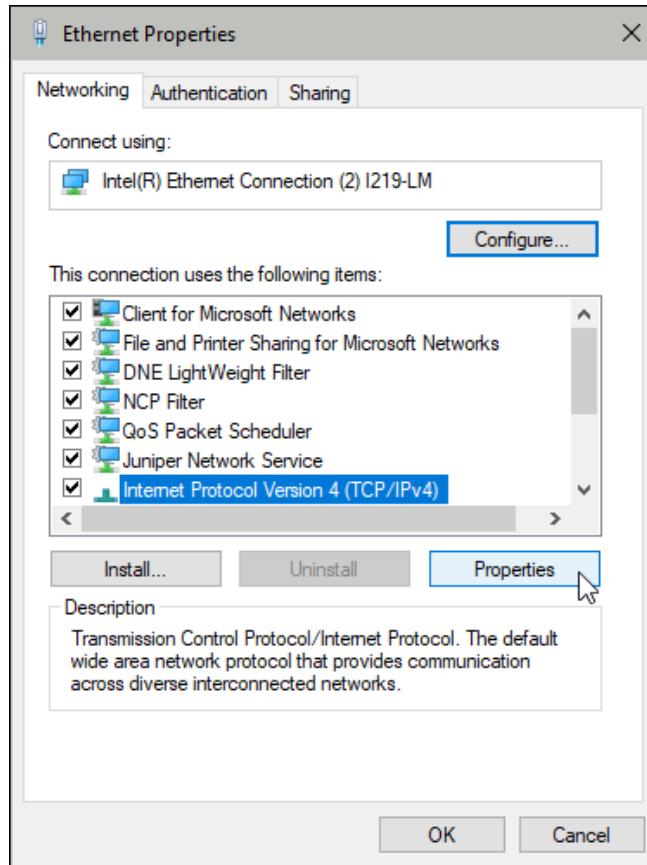 Ethernet Properties
Networking Authentication Sharing
Connect using:
Intel(R) Ethernet Connection (2) I219-LM
Configure...
This connection uses the following items:
Client for Microsoft Networks
File and Printer Sharing for Microsoft Networks
DNE LightWeight Filter
NCP Filter
QoS Packet Scheduler
Juniper Network Service
Internet Protocol Version 4 (TCP/IPv4)
Install... Uninstall Properties
Description
Transmission Control Protocol/Internet Protocol. The default
wide area network protocol that provides communication
across diverse interconnected networks.
OK Cancel